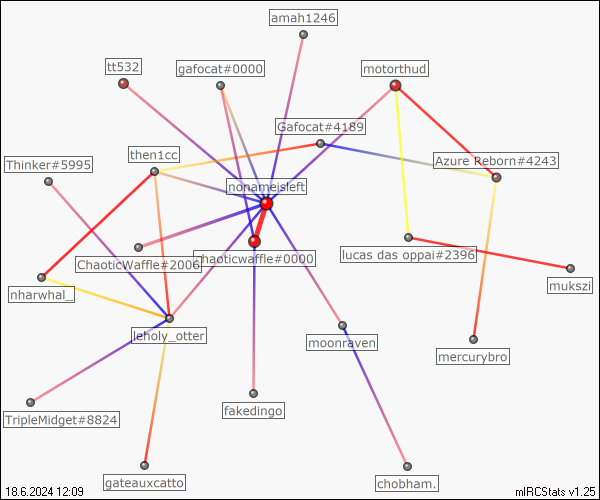 amah1246
tt532
gafocat#0000
motorthud
Gafocat#4189
then1cc
Azure Reborn#4243
Thinker#5995
nonameisleft
ChaoticWaffle#2006
chaoticwaffle#0000
lucas das oppai#2396
nharwhal_
mukszi
leholy_otter
moonraven
mercurybro
TripleMidget#8824
fakedingo
gateauxcatto
chobham.
18.6.2024 12:09
mIRCStats v1.25